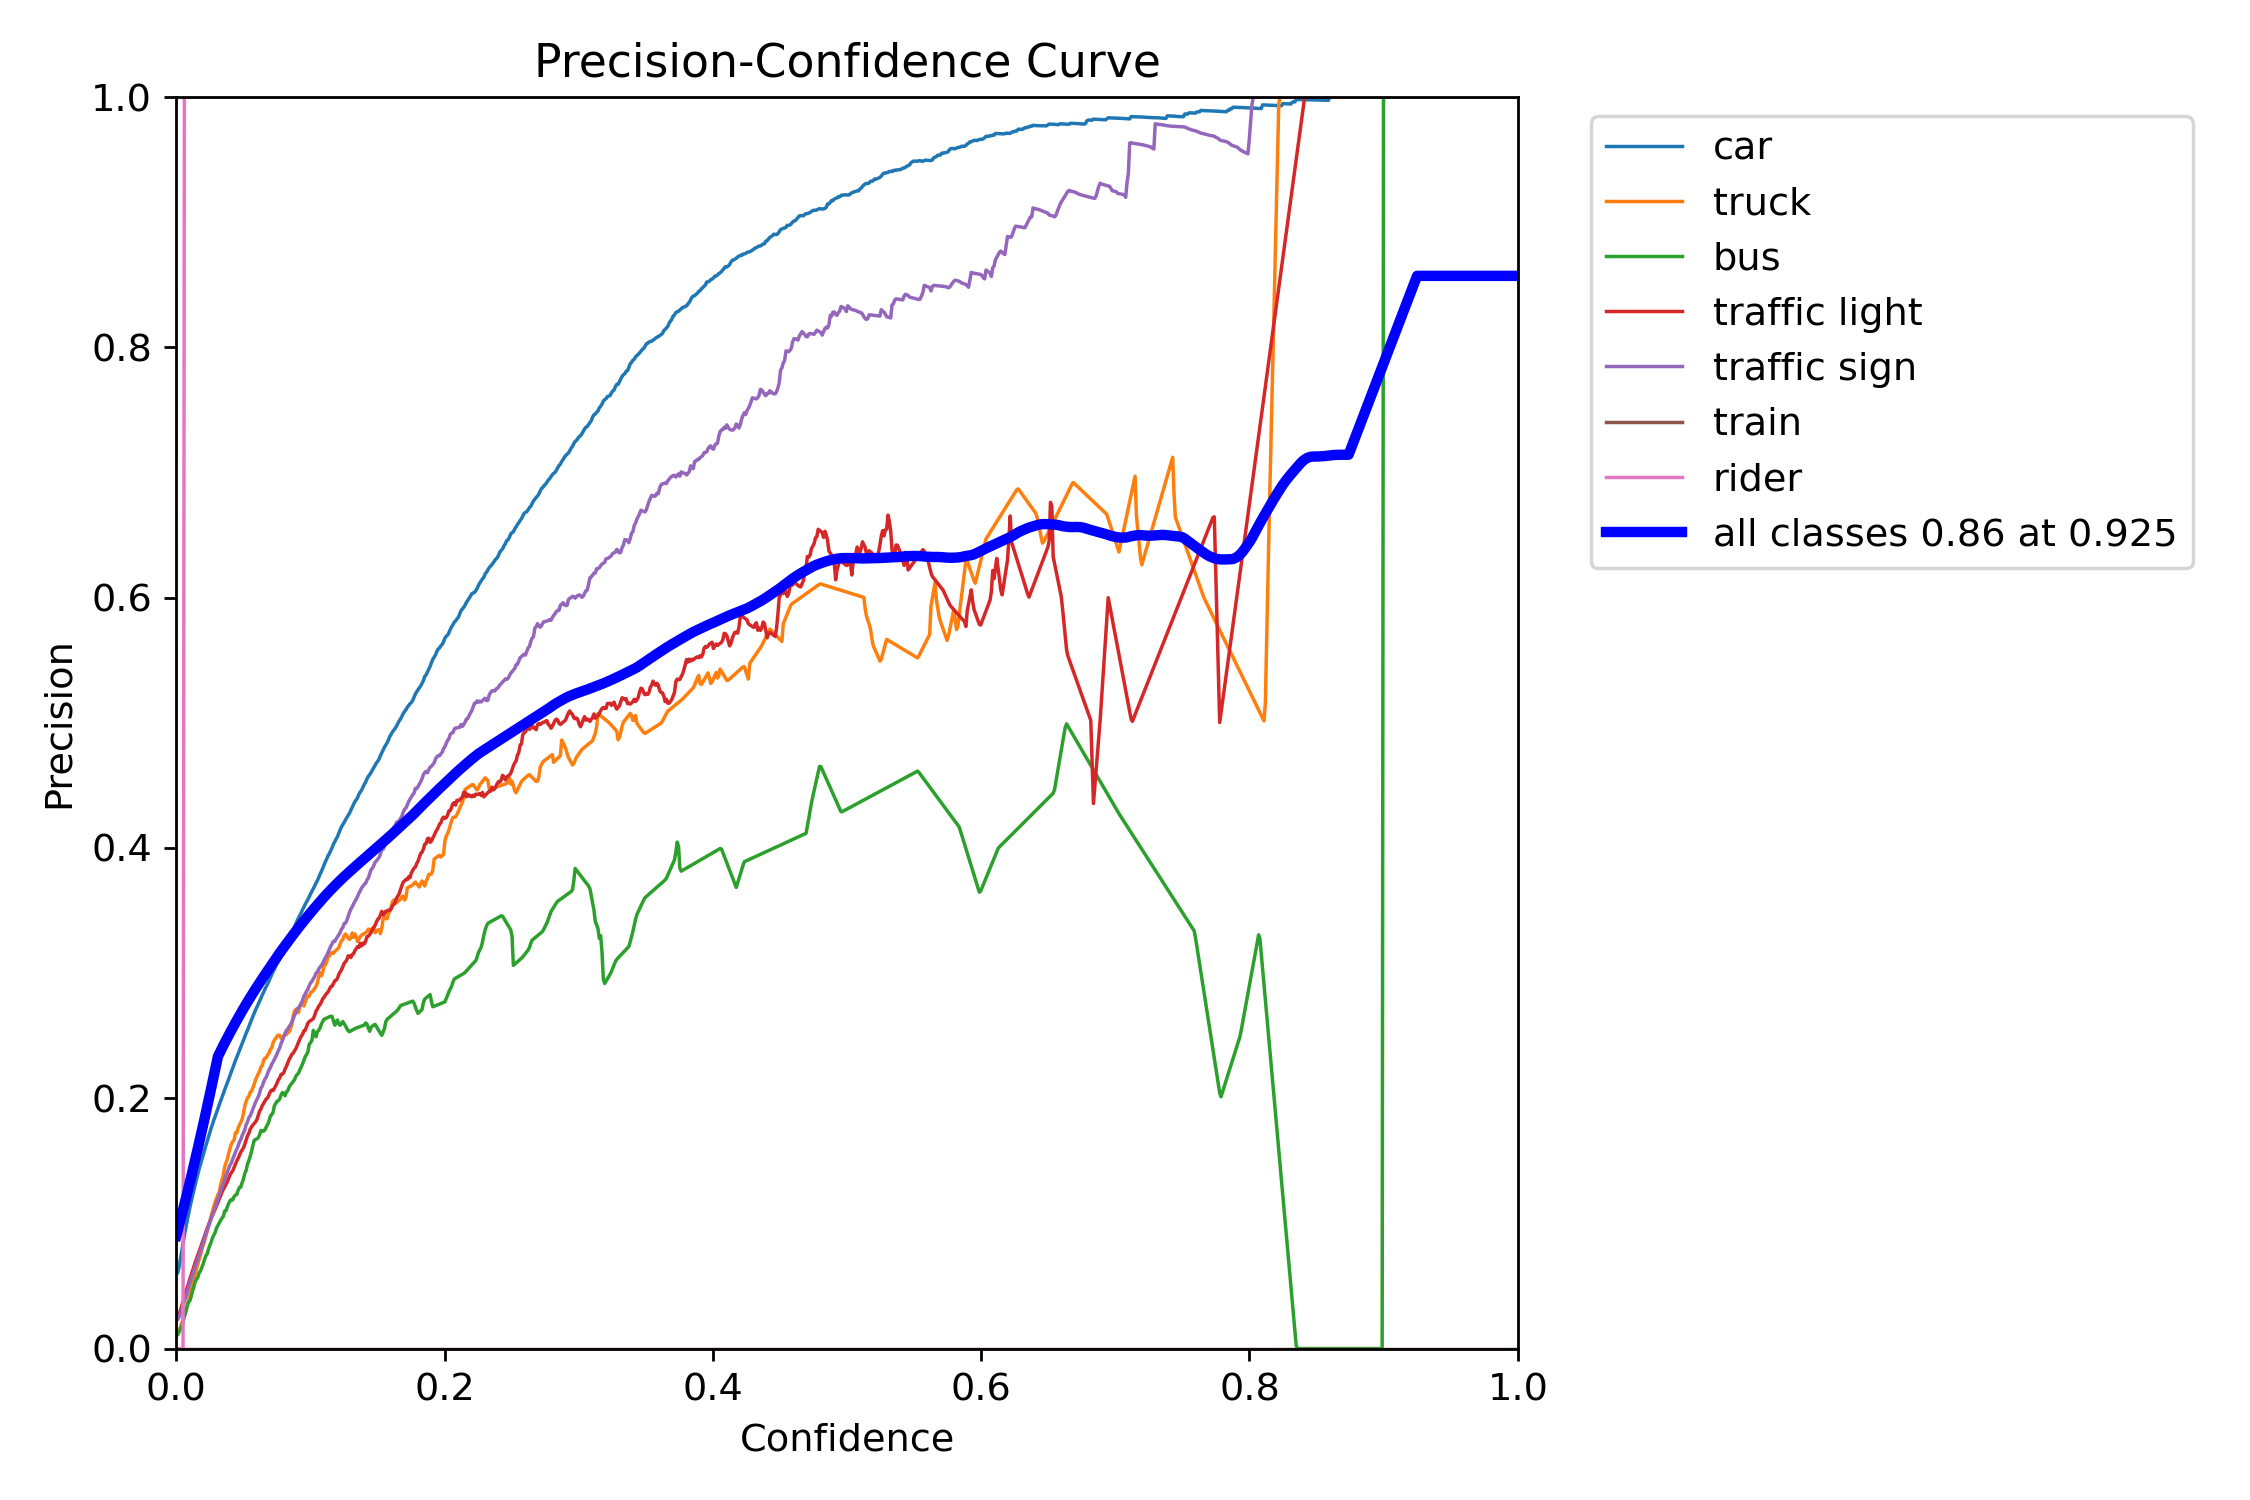 Precision-Confidence Curve
1.0
0.8
0.6
0.4
0.2
0.0
Precision
0.0 0.2 0.4 0.6 0.8 1.0
Confidence
car
truck
bus
traffic light
traffic sign
train
rider
all classes 0.86 at 0.925